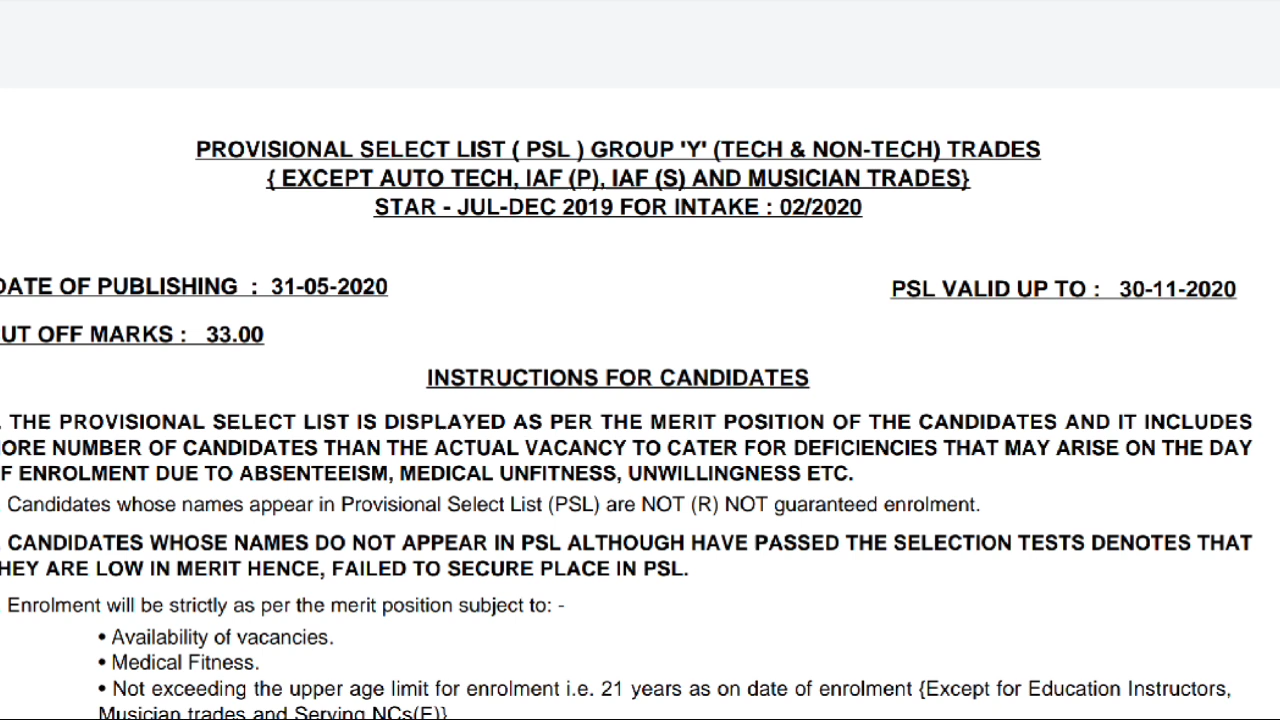 PROVISIONAL SELECT LIST ( PSL ) GROUP 'Y' (TECH & NON-TECH) TRADES
{ EXCEPT AUTO TECH, IAF (P), IAF (S) AND MUSICIAN TRADES}
STAR - JUL-DEC 2019 FOR INTAKE : 02/2020
DATE OF PUBLISHING : 31-05-2020
PSL VALID UP TO : 30-11-2020
UT OFF MARKS : 33.00
INSTRUCTIONS FOR CANDIDATES
. THE PROVISIONAL SELECT LIST IS DISPLAYED AS PER THE MERIT POSITION OF THE CANDIDATES AND IT INCLUDES
ORE NUMBER OF CANDIDATES THAN THE ACTUAL VACANCY TO CATER FOR DEFICIENCIES THAT MAY ARISE ON THE DAY
F ENROLMENT DUE TO ABSENTEEISM, MEDICAL UNFITNESS, UNWILLINGNESS ETC.
. Candidates whose names appear in Provisional Select List (PSL) are NOT (R) NOT guaranteed enrolment.
. CANDIDATES WHOSE NAMES DO NOT APPEAR IN PSL ALTHOUGH HAVE PASSED THE SELECTION TESTS DENOTES THAT
HEY ARE LOW IN MERIT HENCE, FAILED TO SECURE PLACE IN PSL.
. Enrolment will be strictly as per the merit position subject to: -
• Availability of vacancies.
• Medical Fitness.
• Not exceeding the upper age limit for enrolment i.e. 21 years as on date of enrolment {Except for Education Instructors,
Musician trades and Serving NCs(E)}